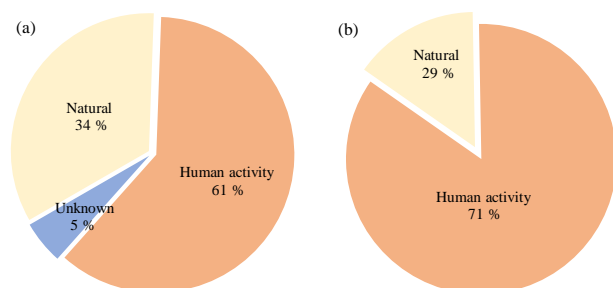 (a)
Natural
34 %
Unknown
5 %
Human activity
61 %
(b)
Natural
29 %
Human activity
71 %